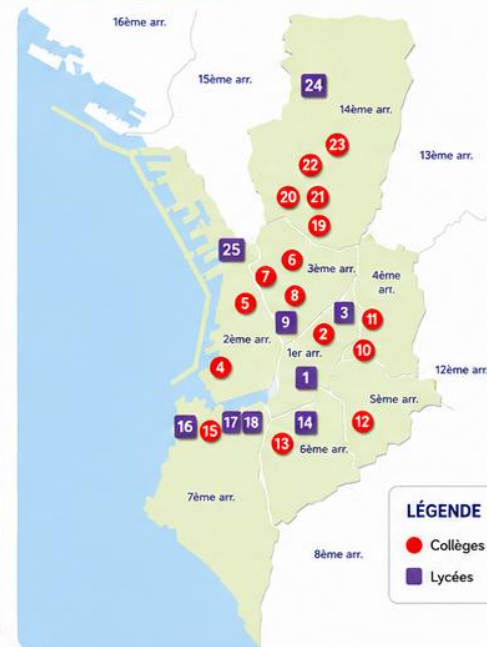 16ème arr.
15ème arr.
24
14ème arr.
23
13ème arr.
22
20
21
19
25
6
3ème arr.
4ème
arr.
7
5
8
9
3
11
2
2ème arr.
1er arr.
10
4
12ème arr.
1
5ème arr.
16
15
17
18
14
12
13
6ème arr.
7ème arr.
8ème arr.
LÉGENDE
Collèges
Lycées